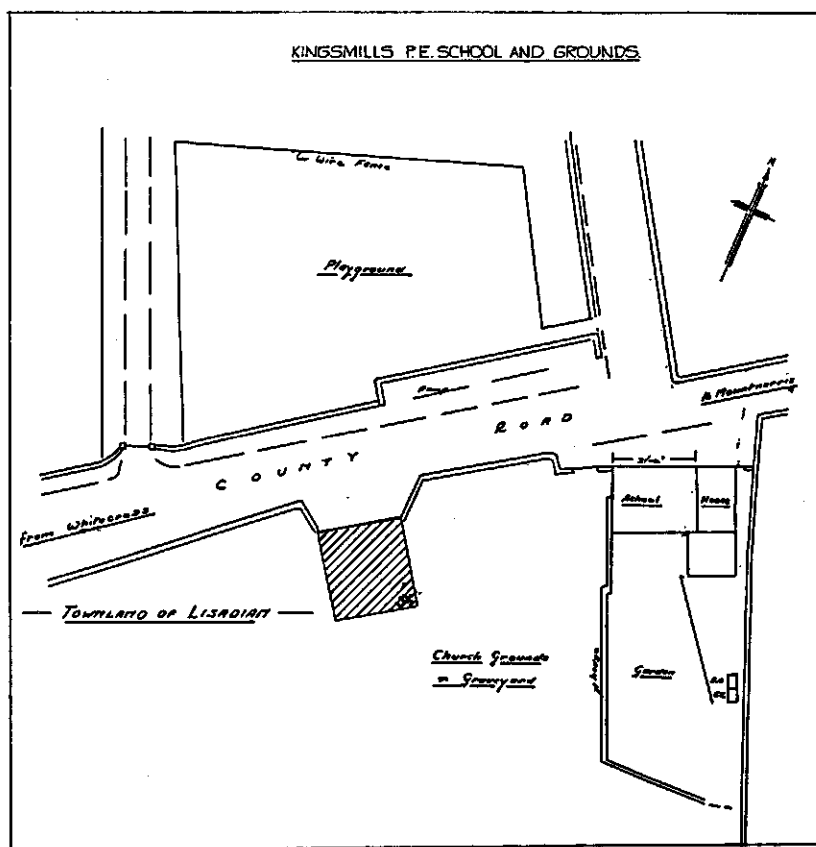 KINGSMILLS P.E. SCHOOL AND GROUNDS.
Wire Fence
N
Playground
Pump
To Mountnorris
COUNTY ROAD
From Whitecross
School
House
TOWNLAND OF LISADIAN
Church Grounds
Graveyard
hedge
Garden